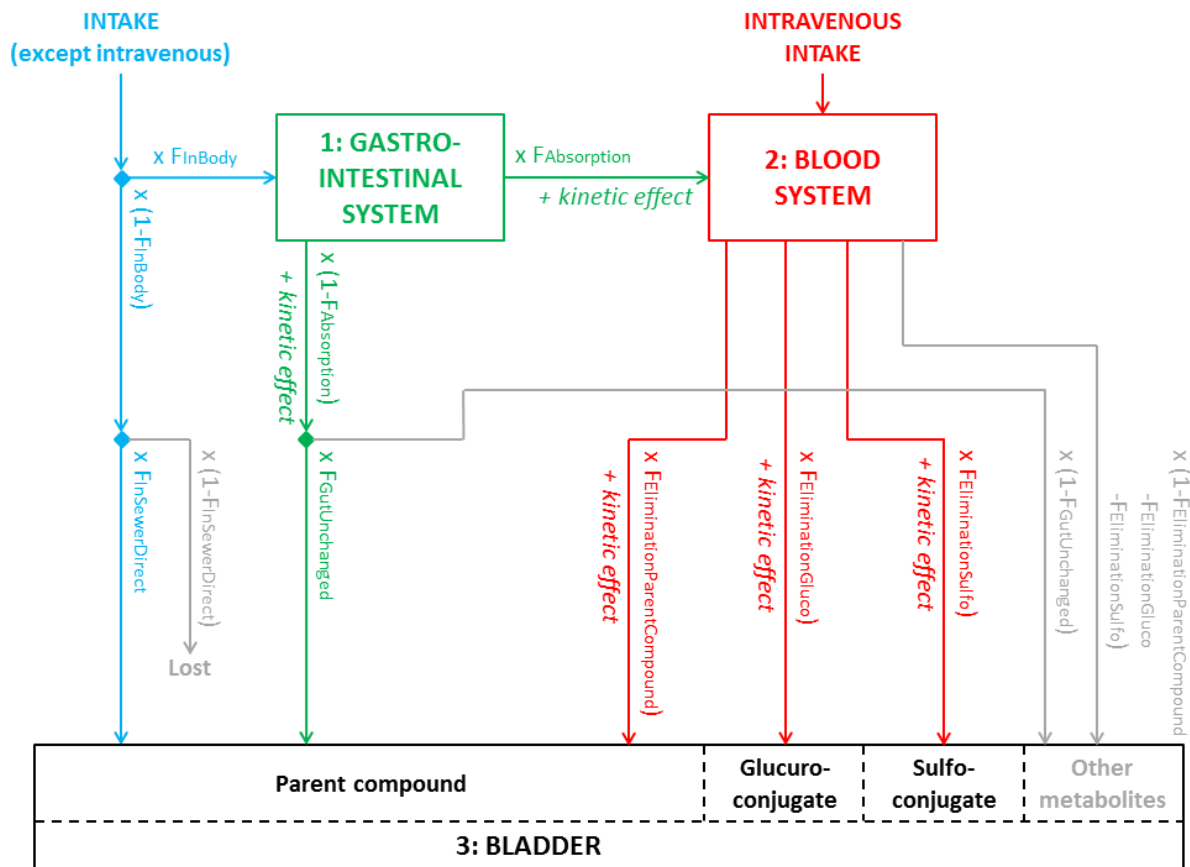 INTAKE
(except intravenous)
INTRAVENOUS
INTAKE
x FInBody
1: GASTRO-
INTESTINAL
SYSTEM
x FAbsorption
+ kinetic effect
2: BLOOD
SYSTEM
x (1-FInBody)
x (1-FAbsorption)
+ kinetic effect
x FInSewerDirect
x (1-FInSewerDirect)
Lost
x FGutUnchanged
x FEliminationParentCompound)
+ kinetic effect
x FEliminationGluco)
+ kinetic effect
x FEliminationSulfo)
+ kinetic effect
x (1-FGutUnchanged)
x (1-FEliminationParentCompound
-FEliminationGluco
-FEliminationSulfo)
Parent compound
Glucuro-
conjugate
Sulfo-
conjugate
Other
metabolites
3: BLADDER